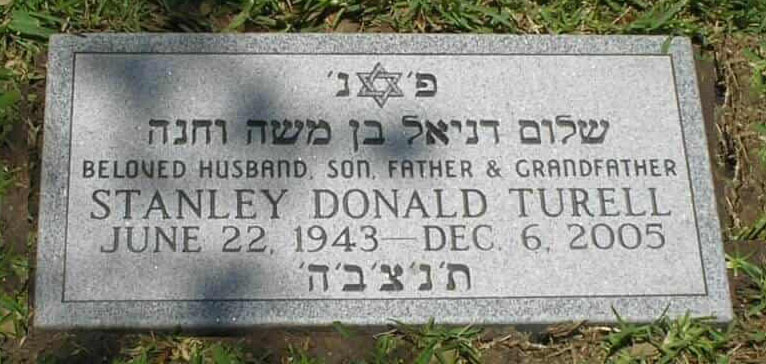 פ' נ'
שלום דניאל בן משה וחנה
BELOVED HUSBAND, SON, FATHER & GRANDFATHER
STANLEY DONALD TURELL
JUNE 22, 1943—DEC. 6, 2005
ת'נ'צ'ב'ה'